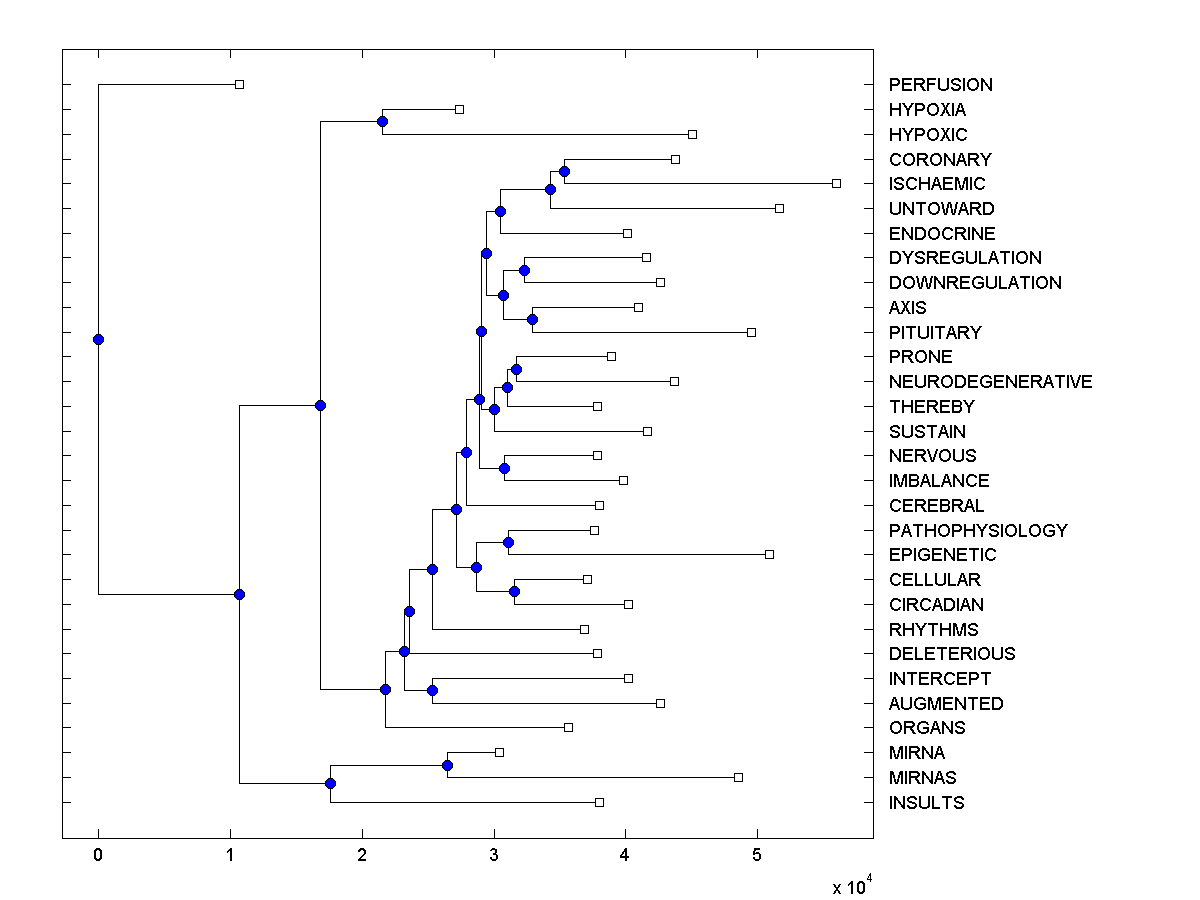 PERFUSION
HYPOXIA
HYPOXIC
CORONARY
ISCHAEMIC
UNTOWARD
ENDOCRINE
DYSREGULATION
DOWNREGULATION
AXIS
PITUITARY
PRONE
NEURODEGENERATIVE
THEREBY
SUSTAIN
NERVOUS
IMBALANCE
CEREBRAL
PATHOPHYSIOLOGY
EPIGENETIC
CELLULAR
CIRCADIAN
RHYTHMS
DELETERIOUS
INTERCEPT
AUGMENTED
ORGANS
MIRNA
MIRNAS
INSULTS
0 1 2 3 4 5
x 10^4